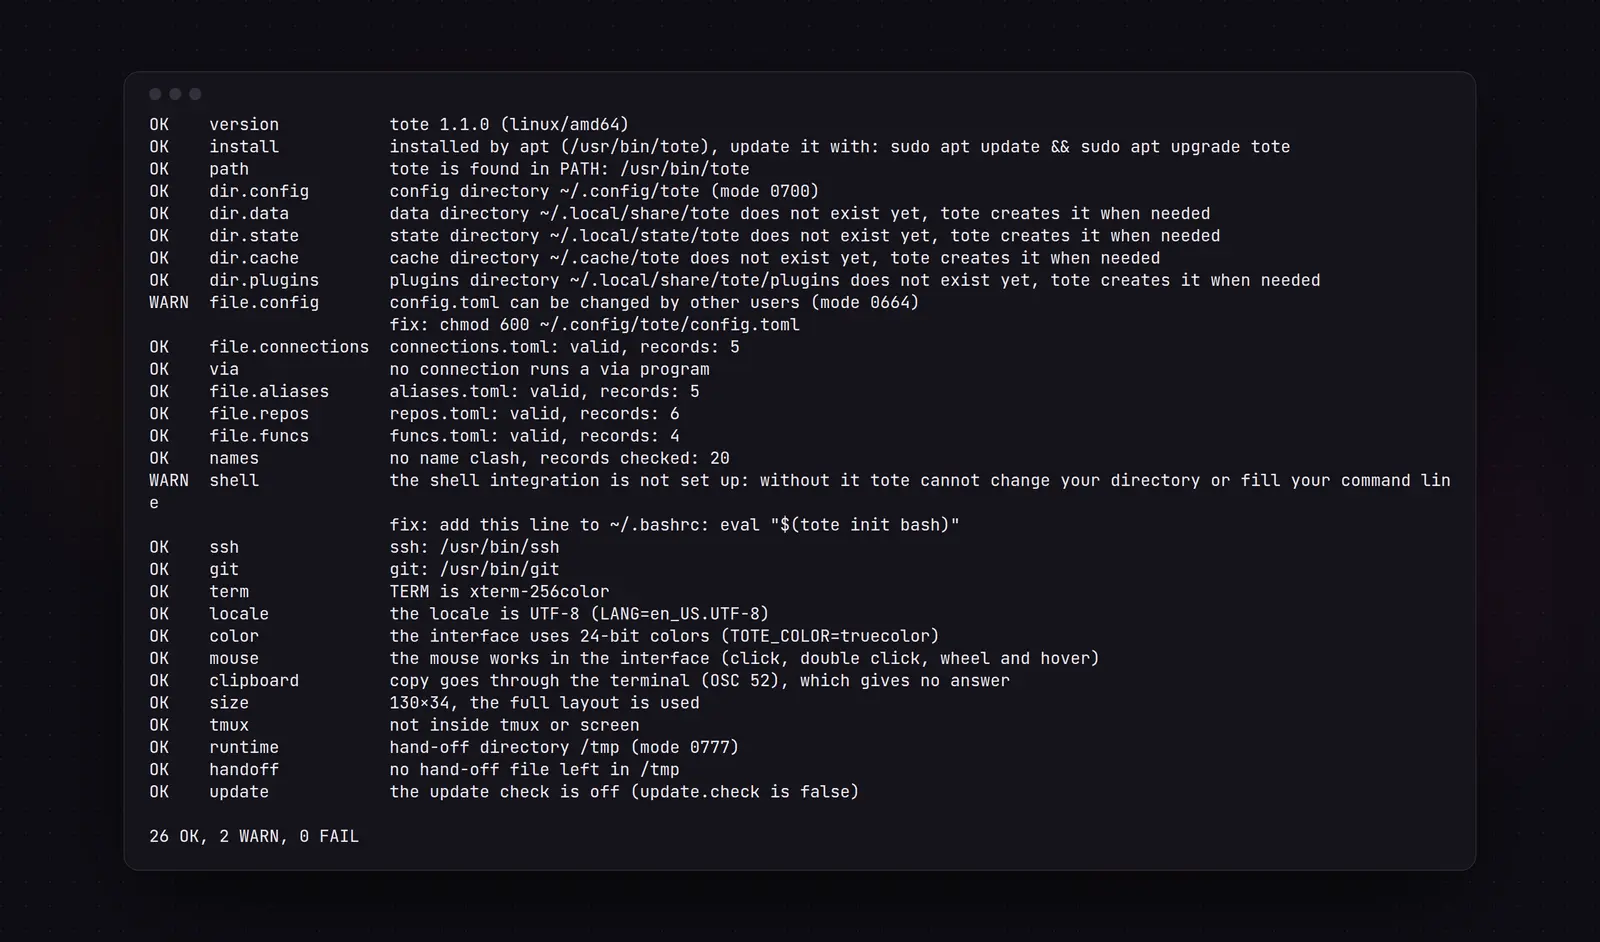 OK    version           tote 1.1.0 (linux/amd64)
OK    install           installed by apt (/usr/bin/tote), update it with: sudo apt update && sudo apt upgrade tote
OK    path              tote is found in PATH: /usr/bin/tote
OK    dir.config        config directory ~/.config/tote (mode 0700)
OK    dir.data          data directory ~/.local/share/tote does not exist yet, tote creates it when needed
OK    dir.state         state directory ~/.local/state/tote does not exist yet, tote creates it when needed
OK    dir.cache         cache directory ~/.cache/tote does not exist yet, tote creates it when needed
OK    dir.plugins       plugins directory ~/.local/share/tote/plugins does not exist yet, tote creates it when needed
WARN  file.config       config.toml can be changed by other users (mode 0664)
                        fix: chmod 600 ~/.config/tote/config.toml
OK    file.connections  connections.toml: valid, records: 5
OK    via               no connection runs a via program
OK    file.aliases      aliases.toml: valid, records: 5
OK    file.repos        repos.toml: valid, records: 6
OK    file.funcs        funcs.toml: valid, records: 4
OK    names             no name clash, records checked: 20
WARN  shell             the shell integration is not set up: without it tote cannot change your directory or fill your command lin
e
                        fix: add this line to ~/.bashrc: eval "$(tote init bash)"
OK    ssh               ssh: /usr/bin/ssh
OK    git               git: /usr/bin/git
OK    term              TERM is xterm-256color
OK    locale            the locale is UTF-8 (LANG=en_US.UTF-8)
OK    color             the interface uses 24-bit colors (TOTE_COLOR=truecolor)
OK    mouse             the mouse works in the interface (click, double click, wheel and hover)
OK    clipboard         copy goes through the terminal (OSC 52), which gives no answer
OK    size              130×34, the full layout is used
OK    tmux              not inside tmux or screen
OK    runtime           hand-off directory /tmp (mode 0777)
OK    handoff           no hand-off file left in /tmp
OK    update            the update check is off (update.check is false)

26 OK, 2 WARN, 0 FAIL